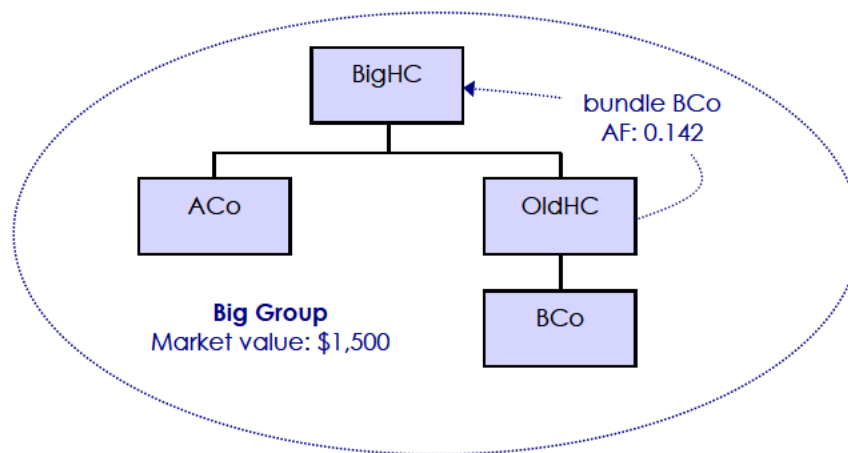 BigHC
bundle BCo
AF: 0.142
ACo
OldHC
Big Group
Market value: $1,500
BCo